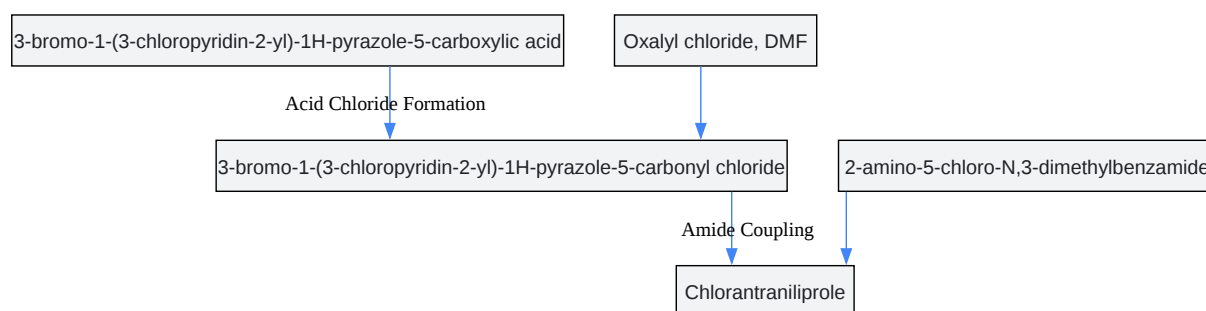 3-bromo-1-(3-chloropyridin-2-yl)-1H-pyrazole-5-carboxylic acid
Oxalyl chloride, DMF
Acid Chloride Formation
3-bromo-1-(3-chloropyridin-2-yl)-1H-pyrazole-5-carbonyl chloride
2-amino-5-chloro-N,3-dimethylbenzamide
Amide Coupling
Chlorantraniliprole